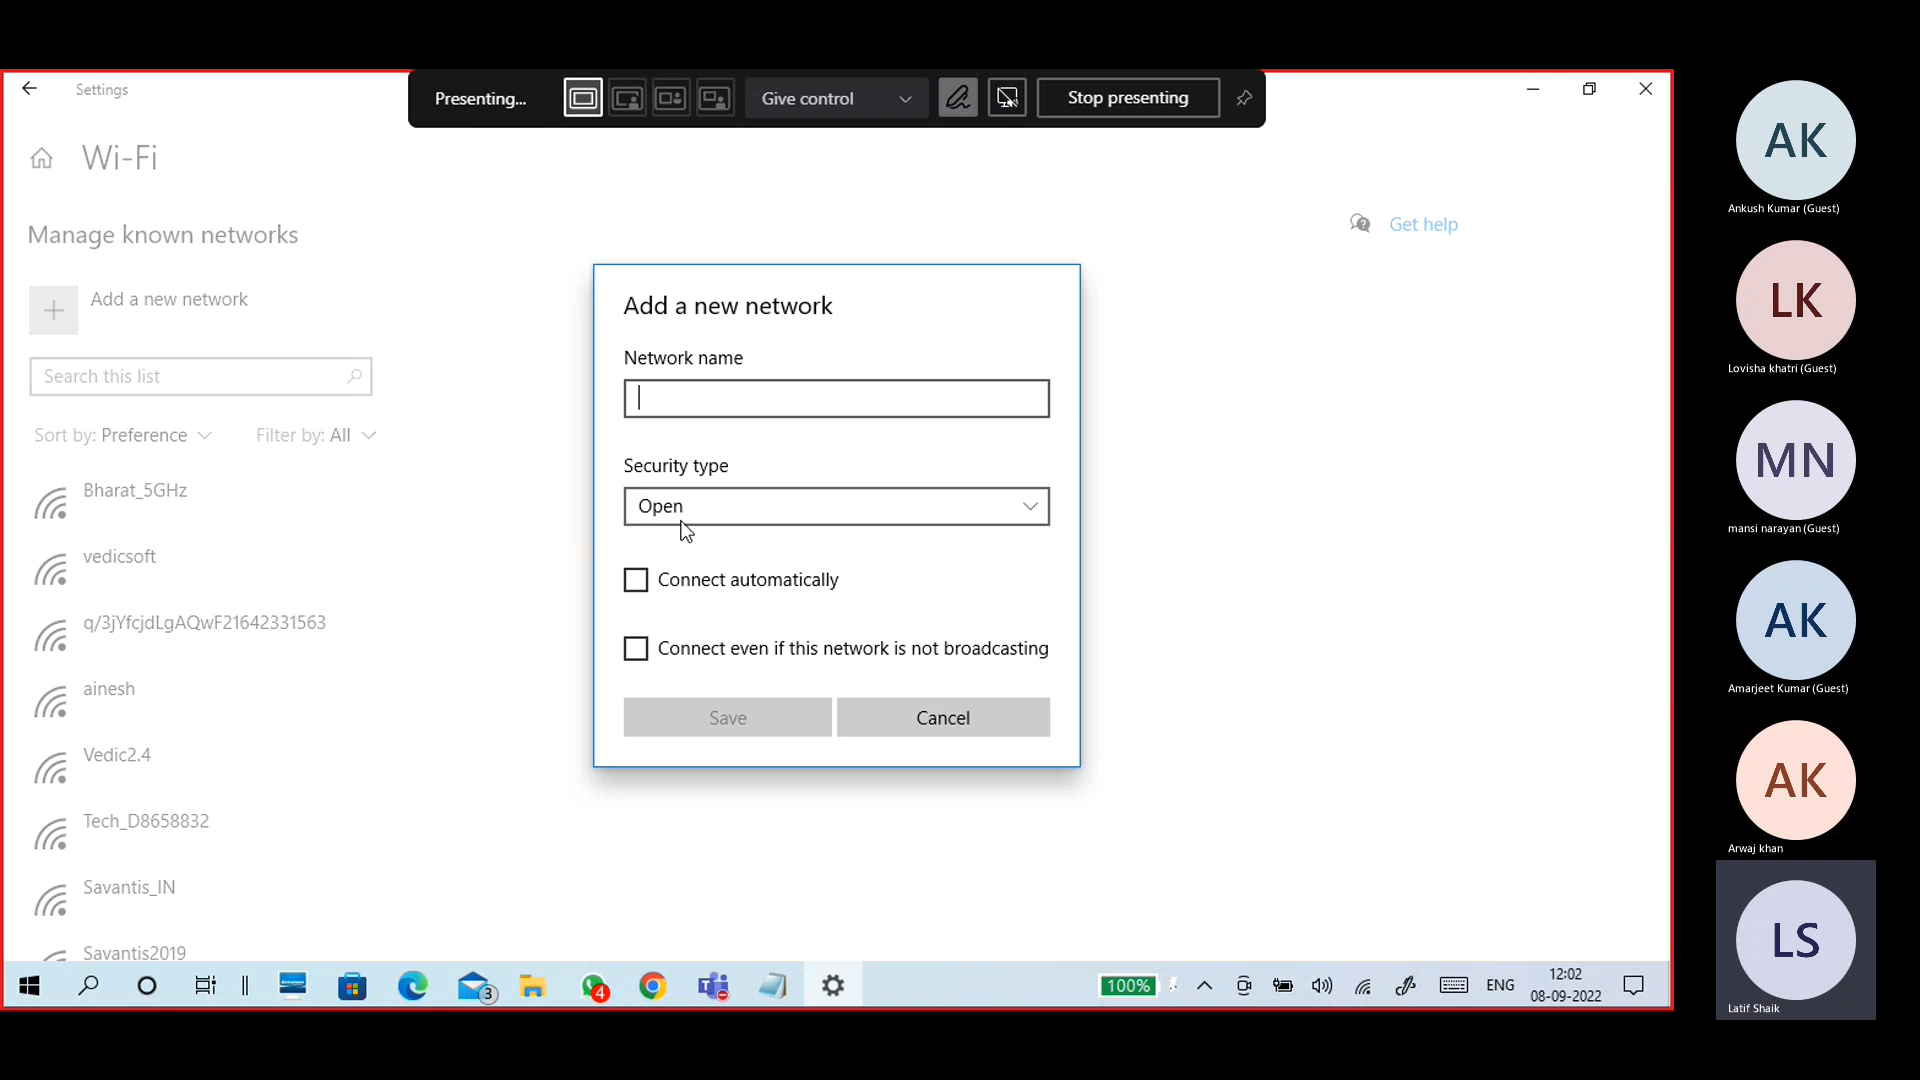 Settings
Presenting...
Give control
Stop presenting
Wi-Fi
Manage known networks
Get help
Add a new network
Search this list
Sort by: Preference
Filter by: All
Bharat_5GHz
vedicsoft
q/3jYfcjdLgAQwF21642331563
ainesh
Vedic2.4
Tech_D8658832
Savantis_IN
Savantis2019
Add a new network
Network name
Security type
Open
Connect automatically
Connect even if this network is not broadcasting
Save
Cancel
3
4
100%
ENG
12:02
08-09-2022
AK
Ankush Kumar (Guest)
LK
Lovisha khatri (Guest)
MN
mansi narayan (Guest)
AK
Amarjeet Kumar (Guest)
AK
Arwaj khan
LS
Latif Shaik